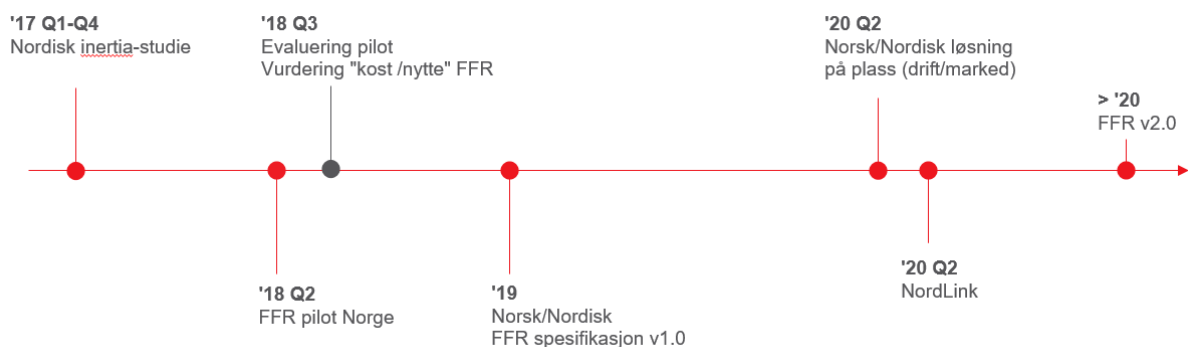 '17 Q1-Q4
Nordisk inertia-studie
'18 Q3
Evaluering pilot
Vurdering "kost /nytte" FFR
'20 Q2
Norsk/Nordisk løsning
på plass (drift/marked)
> '20
FFR v2.0
'18 Q2
FFR pilot Norge
'19
Norsk/Nordisk
FFR spesifikasjon v1.0
'20 Q2
NordLink